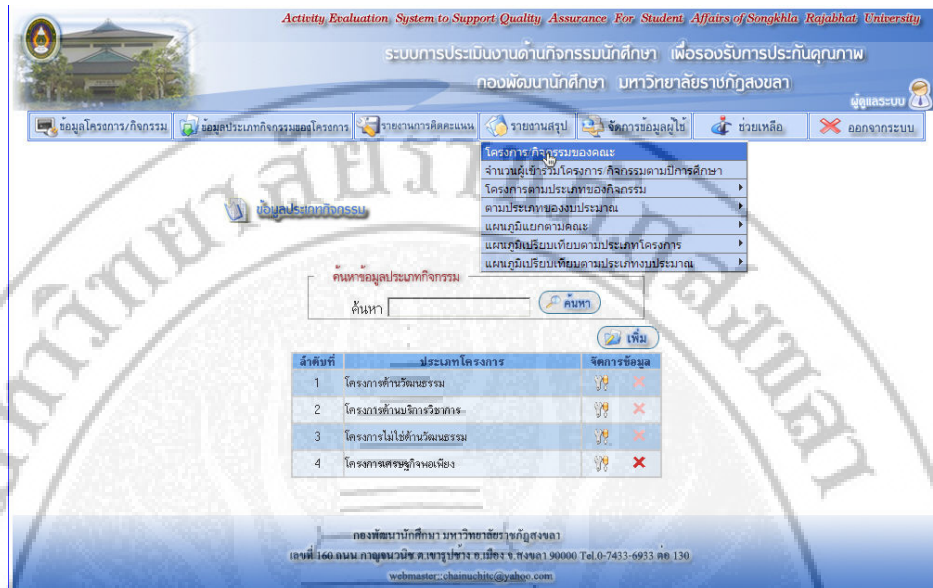 Activity Evaluation System to Support Quality Assurance For Student Affairs of Songkhla Rajabhat University
ระบบการประเมินงานด้านกิจกรรมนักศึกษา เพื่อรองรับการประกันคุณภาพ
กองพัฒนานักศึกษา มหาวิทยาลัยราชภัฏสงขลา
ผู้ดูแลระบบ
ข้อมูลโครงการ/กิจกรรม ข้อมูลประเภทกิจกรรมของโครงการ รายงานการคิดคะแนน รายงานสรุป จัดการข้อมูลผู้ใช้ ช่วยเหลือ ออกจากระบบ
โครงการ/กิจกรรมของคณะ
จำนวนผู้เข้าร่วมโครงการ/กิจกรรมตามปีการศึกษา
โครงการตามประเภทของกิจกรรม
ตามประเภทของงบประมาณ
แผนภูมิแยกตามคณะ
แผนภูมิเปรียบเทียบตามประเภทโครงการ
แผนภูมิเปรียบเทียบตามประเภทงบประมาณ
ข้อมูลประเภทกิจกรรม
ค้นหาข้อมูลประเภทกิจกรรม
ค้นหา ค้นหา
เพิ่ม
ลำดับที่ ประเภทโครงการ จัดการข้อมูล
1 โครงการด้านวัฒนธรรม
2 โครงการด้านบริการวิชาการ
3 โครงการไม่ใช่ด้านวัฒนธรรม
4 โครงการเศรษฐกิจพอเพียง
กองพัฒนานักศึกษา มหาวิทยาลัยราชภัฏสงขลา
เลขที่ 160 ถนน กาญจนวนิช ต.เขารูปช้าง อ.เมือง จ.สงขลา 90000 Tel.0-7433-6933 ต่อ 130
webmaster::chainuchitc@yahoo.com